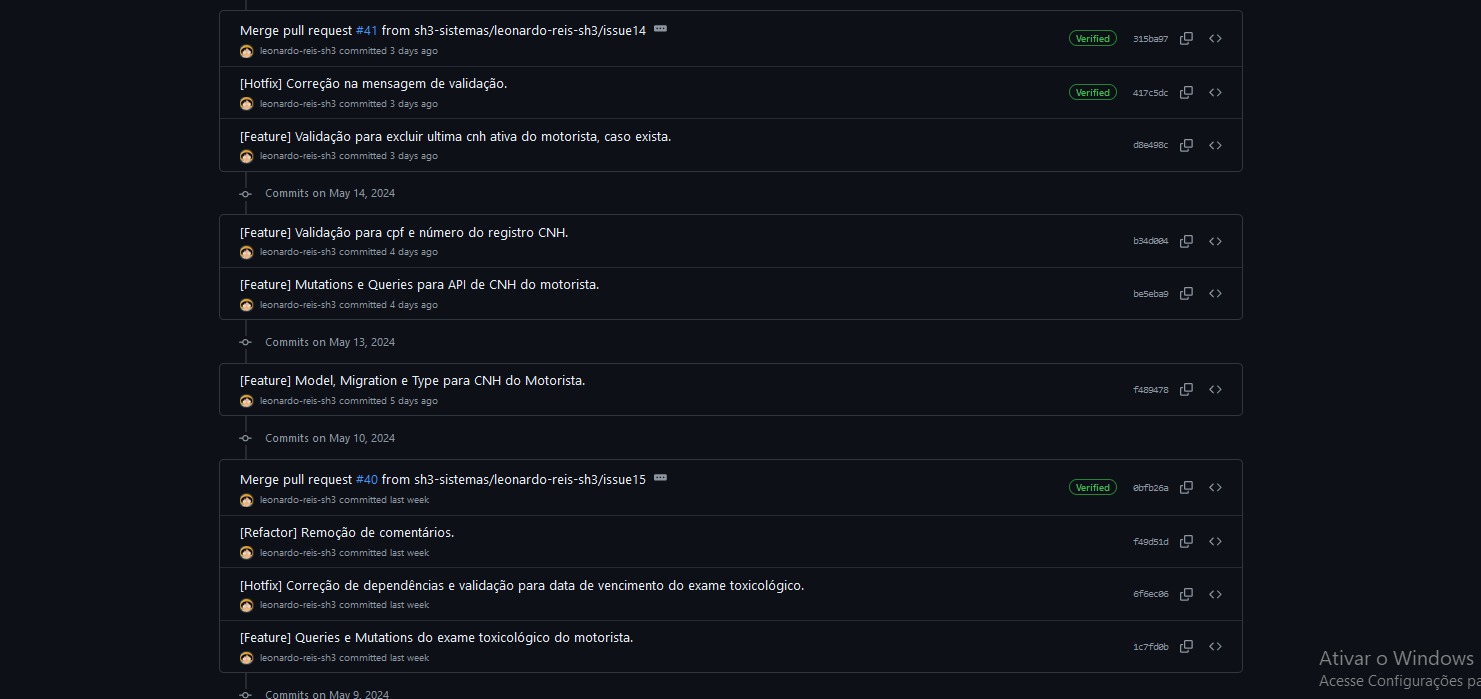 Merge pull request #41 from sh3-sistemas/leonardo-reis-sh3/issue14
Verified 315ba97
leonardo-reis-sh3 committed 3 days ago
[Hotfix] Correção na mensagem de validação.
Verified 417c5dc
leonardo-reis-sh3 committed 3 days ago
[Feature] Validação para excluir ultima cnh ativa do motorista, caso exista.
d8e498c
leonardo-reis-sh3 committed 3 days ago
Commits on May 14, 2024
[Feature] Validação para cpf e número do registro CNH.
b34d004
leonardo-reis-sh3 committed 4 days ago
[Feature] Mutations e Queries para API de CNH do motorista.
be5eba9
leonardo-reis-sh3 committed 4 days ago
Commits on May 13, 2024
[Feature] Model, Migration e Type para CNH do Motorista.
f489478
leonardo-reis-sh3 committed 5 days ago
Commits on May 10, 2024
Merge pull request #40 from sh3-sistemas/leonardo-reis-sh3/issue15
Verified 0bfb26a
leonardo-reis-sh3 committed last week
[Refactor] Remoção de comentários.
f49d51d
leonardo-reis-sh3 committed last week
[Hotfix] Correção de dependências e validação para data de vencimento do exame toxicológico.
6f6ec06
leonardo-reis-sh3 committed last week
[Feature] Queries e Mutations do exame toxicológico do motorista.
1c7fd0b
leonardo-reis-sh3 committed last week
Commits on May 9, 2024
Ativar o Windows
Acesse Configurações pa